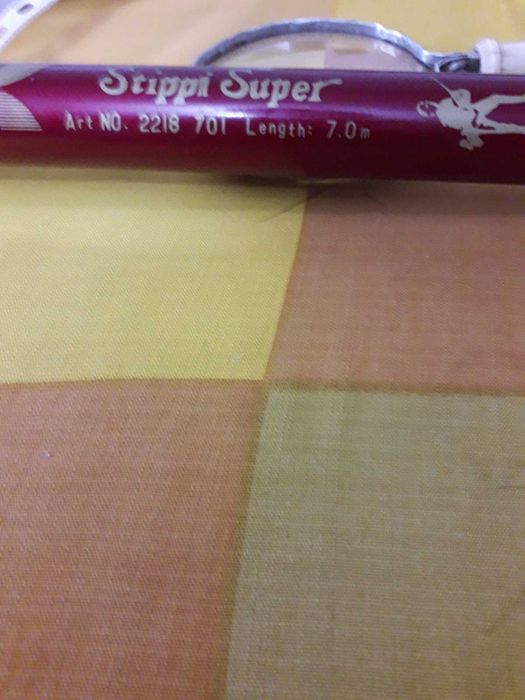 Stippi Super
Art NO. 2218 701 Length: 7.0m